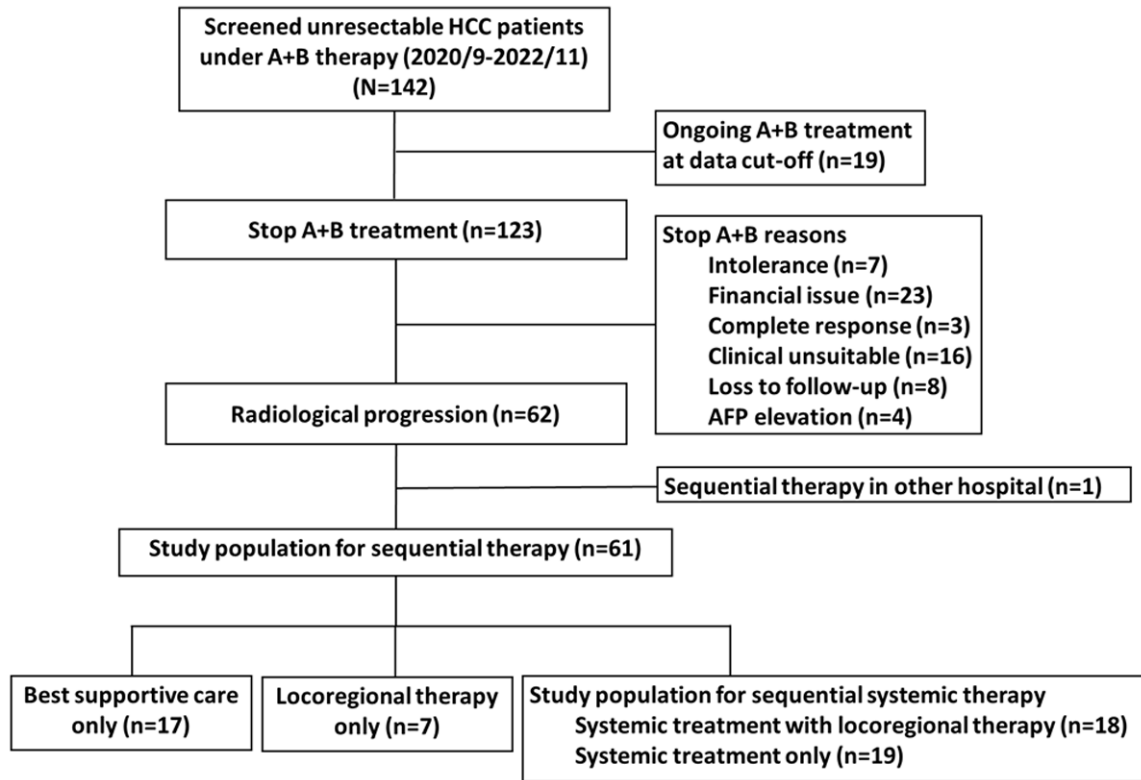 Screened unresectable HCC patients
under A+B therapy (2020/9-2022/11)
(N=142)
Ongoing A+B treatment
at data cut-off (n=19)
Stop A+B treatment (n=123)
Stop A+B reasons
Intolerance (n=7)
Financial issue (n=23)
Complete response (n=3)
Clinical unsuitable (n=16)
Loss to follow-up (n=8)
AFP elevation (n=4)
Radiological progression (n=62)
Sequential therapy in other hospital (n=1)
Study population for sequential therapy (n=61)
Best supportive care
only (n=17)
Locoregional therapy
only (n=7)
Study population for sequential systemic therapy
Systemic treatment with locoregional therapy (n=18)
Systemic treatment only (n=19)